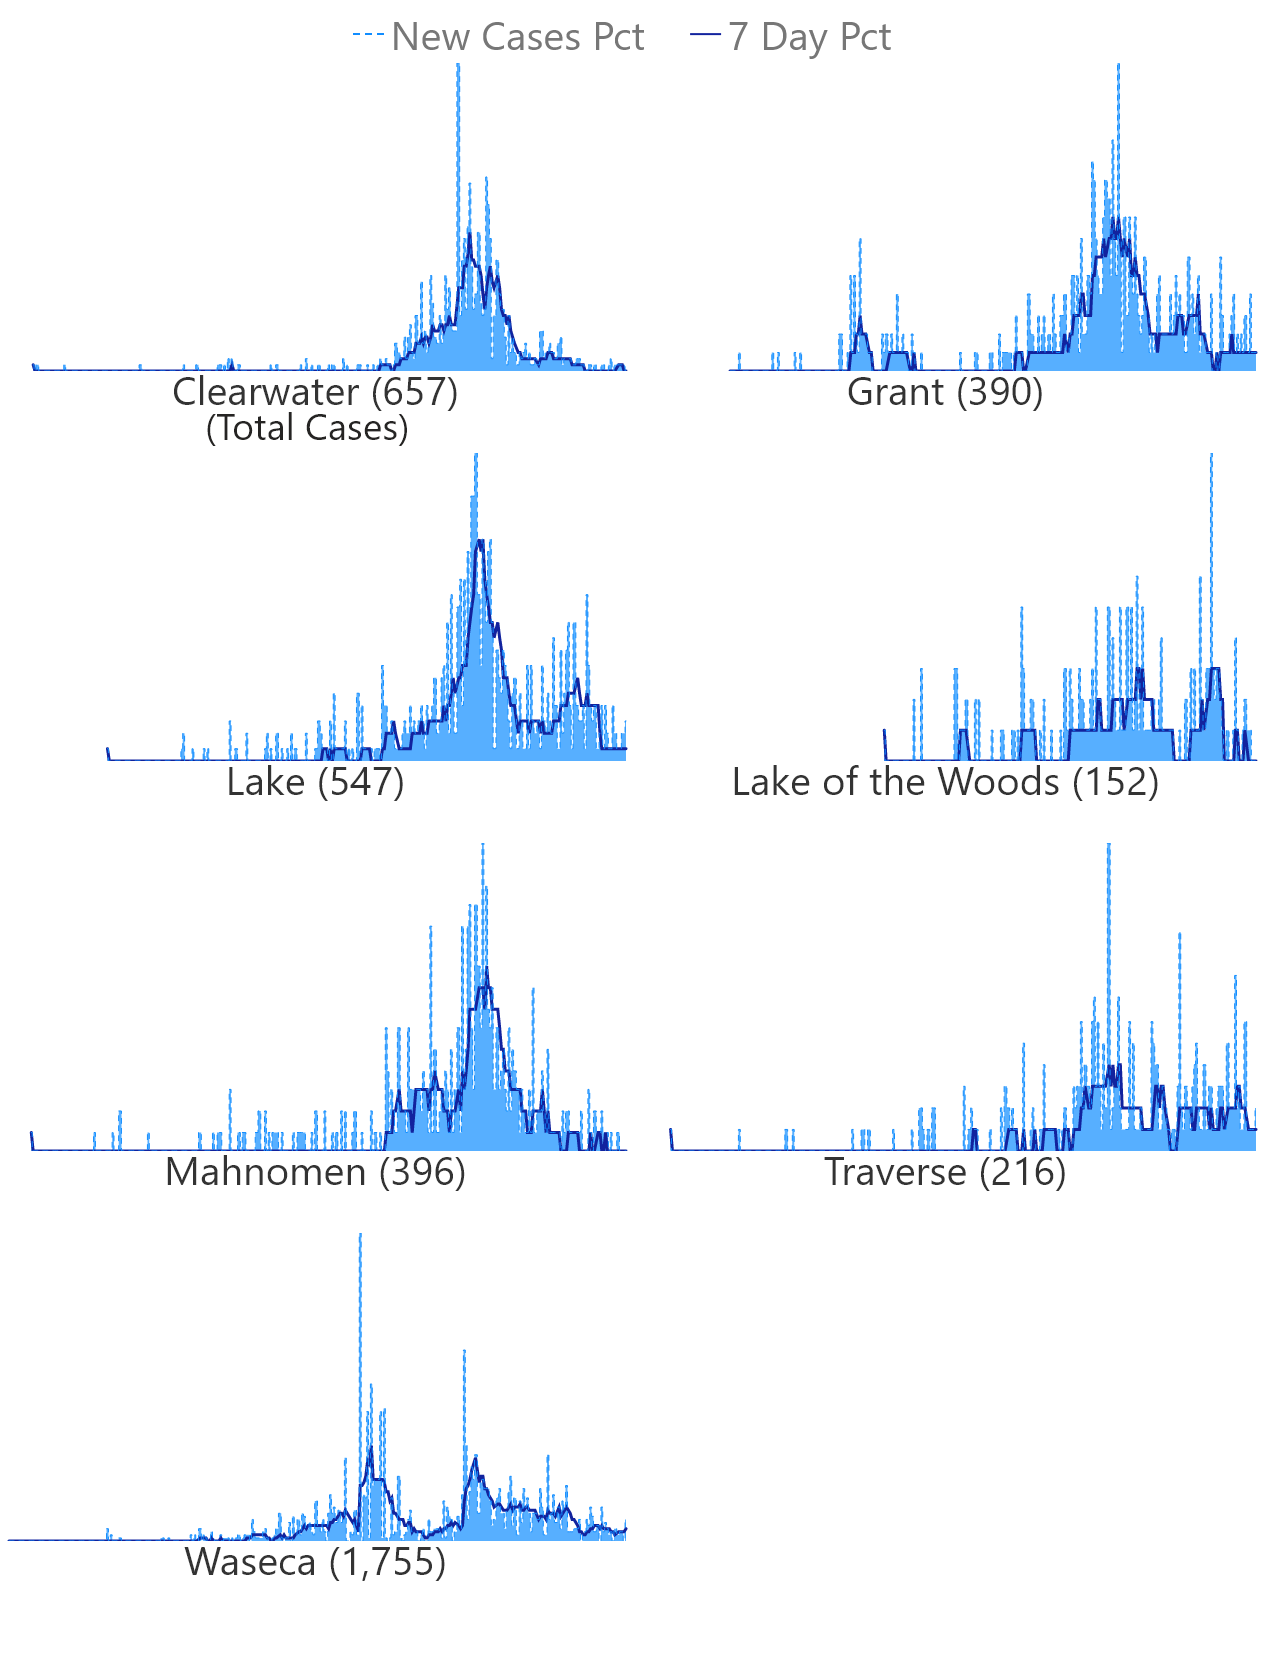 New Cases Pct 7 Day Pct
Clearwater (657) Grant (390)
(Total Cases)
Lake (547) Lake of the Woods (152)
Mahnomen (396) Traverse (216)
Waseca (1,755)